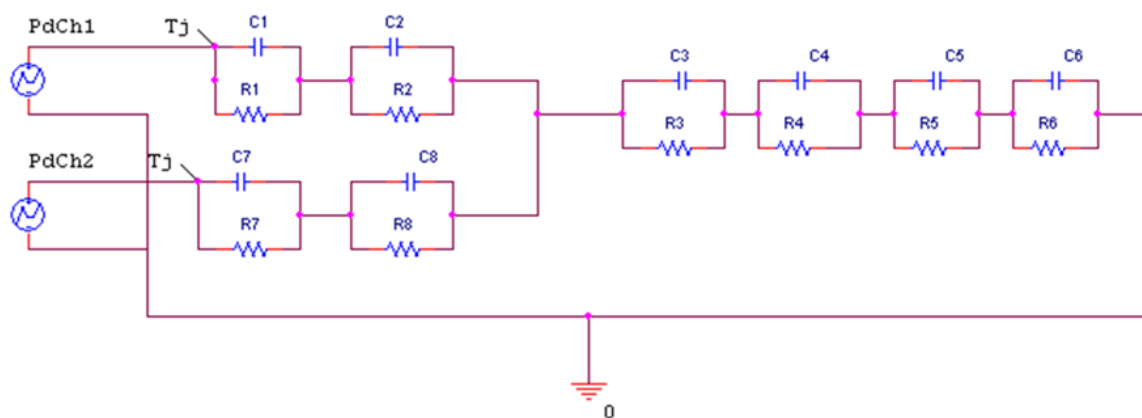 PdCh1 Tj C1 C2
R1 R2
C3 C4 C5 C6
R3 R4 R5 R6
PdCh2 Tj C7 C8
R7 R8
0